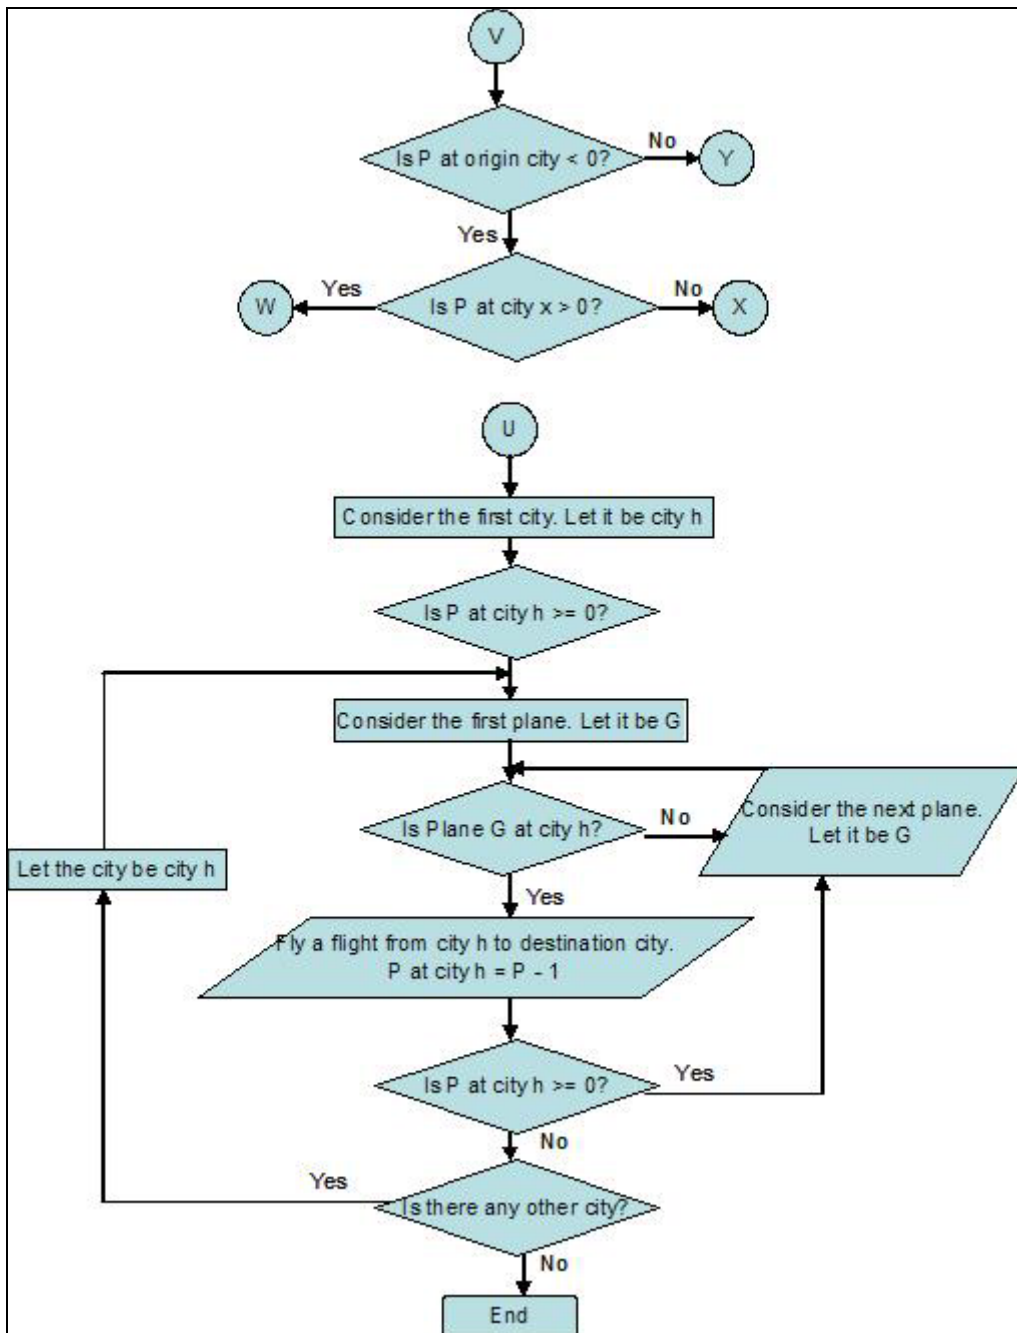 V
Is P at origin city < 0?
No
Y
Yes
Is P at city x > 0?
Yes
W
No
X
U
Consider the first city. Let it be city h
Is P at city h >= 0?
Consider the first plane. Let it be G
Is Plane G at city h?
No
Consider the next plane.
Let it be G
Let the city be city h
Yes
Fly a flight from city h to destination city.
P at city h = P - 1
Is P at city h >= 0?
Yes
No
Is there any other city?
Yes
No
End